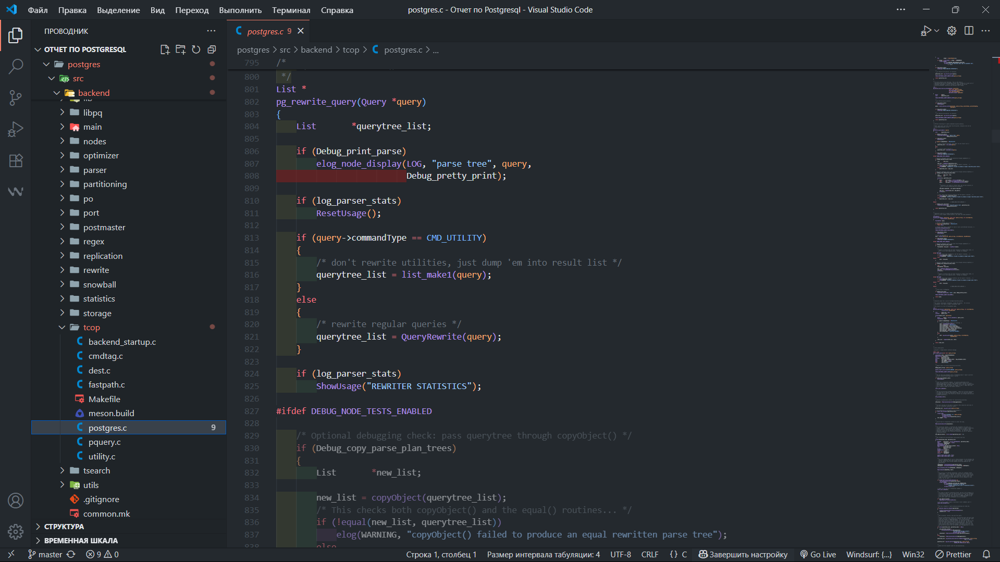 Файл Правка Выделение Вид Переход Выполнить Терминал Справка
postgres.c - Отчет по Postgresql - Visual Studio Code
ПРОВОДНИК
ОТЧЕТ ПО POSTGRESQL
postgres
src
backend
libpq
main
nodes
optimizer
parser
partitioning
po
port
postmaster
regex
replication
rewrite
snowball
statistics
storage
tcop
backend_startup.c
cmdtag.c
dest.c
fastpath.c
Makefile
meson.build
postgres.c 9
pquery.c
utility.c
tsearch
utils
.gitignore
common.mk
СТРУКТУРА
ВРЕМЕННАЯ ШКАЛА
postgres.c 9
postgres > src > backend > tcop > postgres.c > ...
795 /*
800 */
801 List *
802 pg_rewrite_query(Query *query)
803 {
804 List *querytree_list;
805
806 if (Debug_print_parse)
807 elog_node_display(LOG, "parse tree", query,
808 Debug_pretty_print);
809
810 if (log_parser_stats)
811 ResetUsage();
812
813 if (query->commandType == CMD_UTILITY)
814 {
815 /* don't rewrite utilities, just dump 'em into result list */
816 querytree_list = list_make1(query);
817 }
818 else
819 {
820 /* rewrite regular queries */
821 querytree_list = QueryRewrite(query);
822 }
823
824 if (log_parser_stats)
825 ShowUsage("REWRITER STATISTICS");
826
827 #ifdef DEBUG_NODE_TESTS_ENABLED
828
829 /* Optional debugging check: pass querytree through copyObject() */
830 if (Debug_copy_parse_plan_trees)
831 {
832 List *new_list;
833
834 new_list = copyObject(querytree_list);
835 /* This checks both copyObject() and the equal() routines... */
836 if (!equal(new_list, querytree_list))
837 elog(WARNING, "copyObject() failed to produce an equal rewritten parse tree");
838 else
master 9 0 Строка 1, столбец 1 Размер интервала табуляции: 4 UTF-8 CRLF {} C Завершить настройку Go Live Windsurf: {...} Win32 Prettier